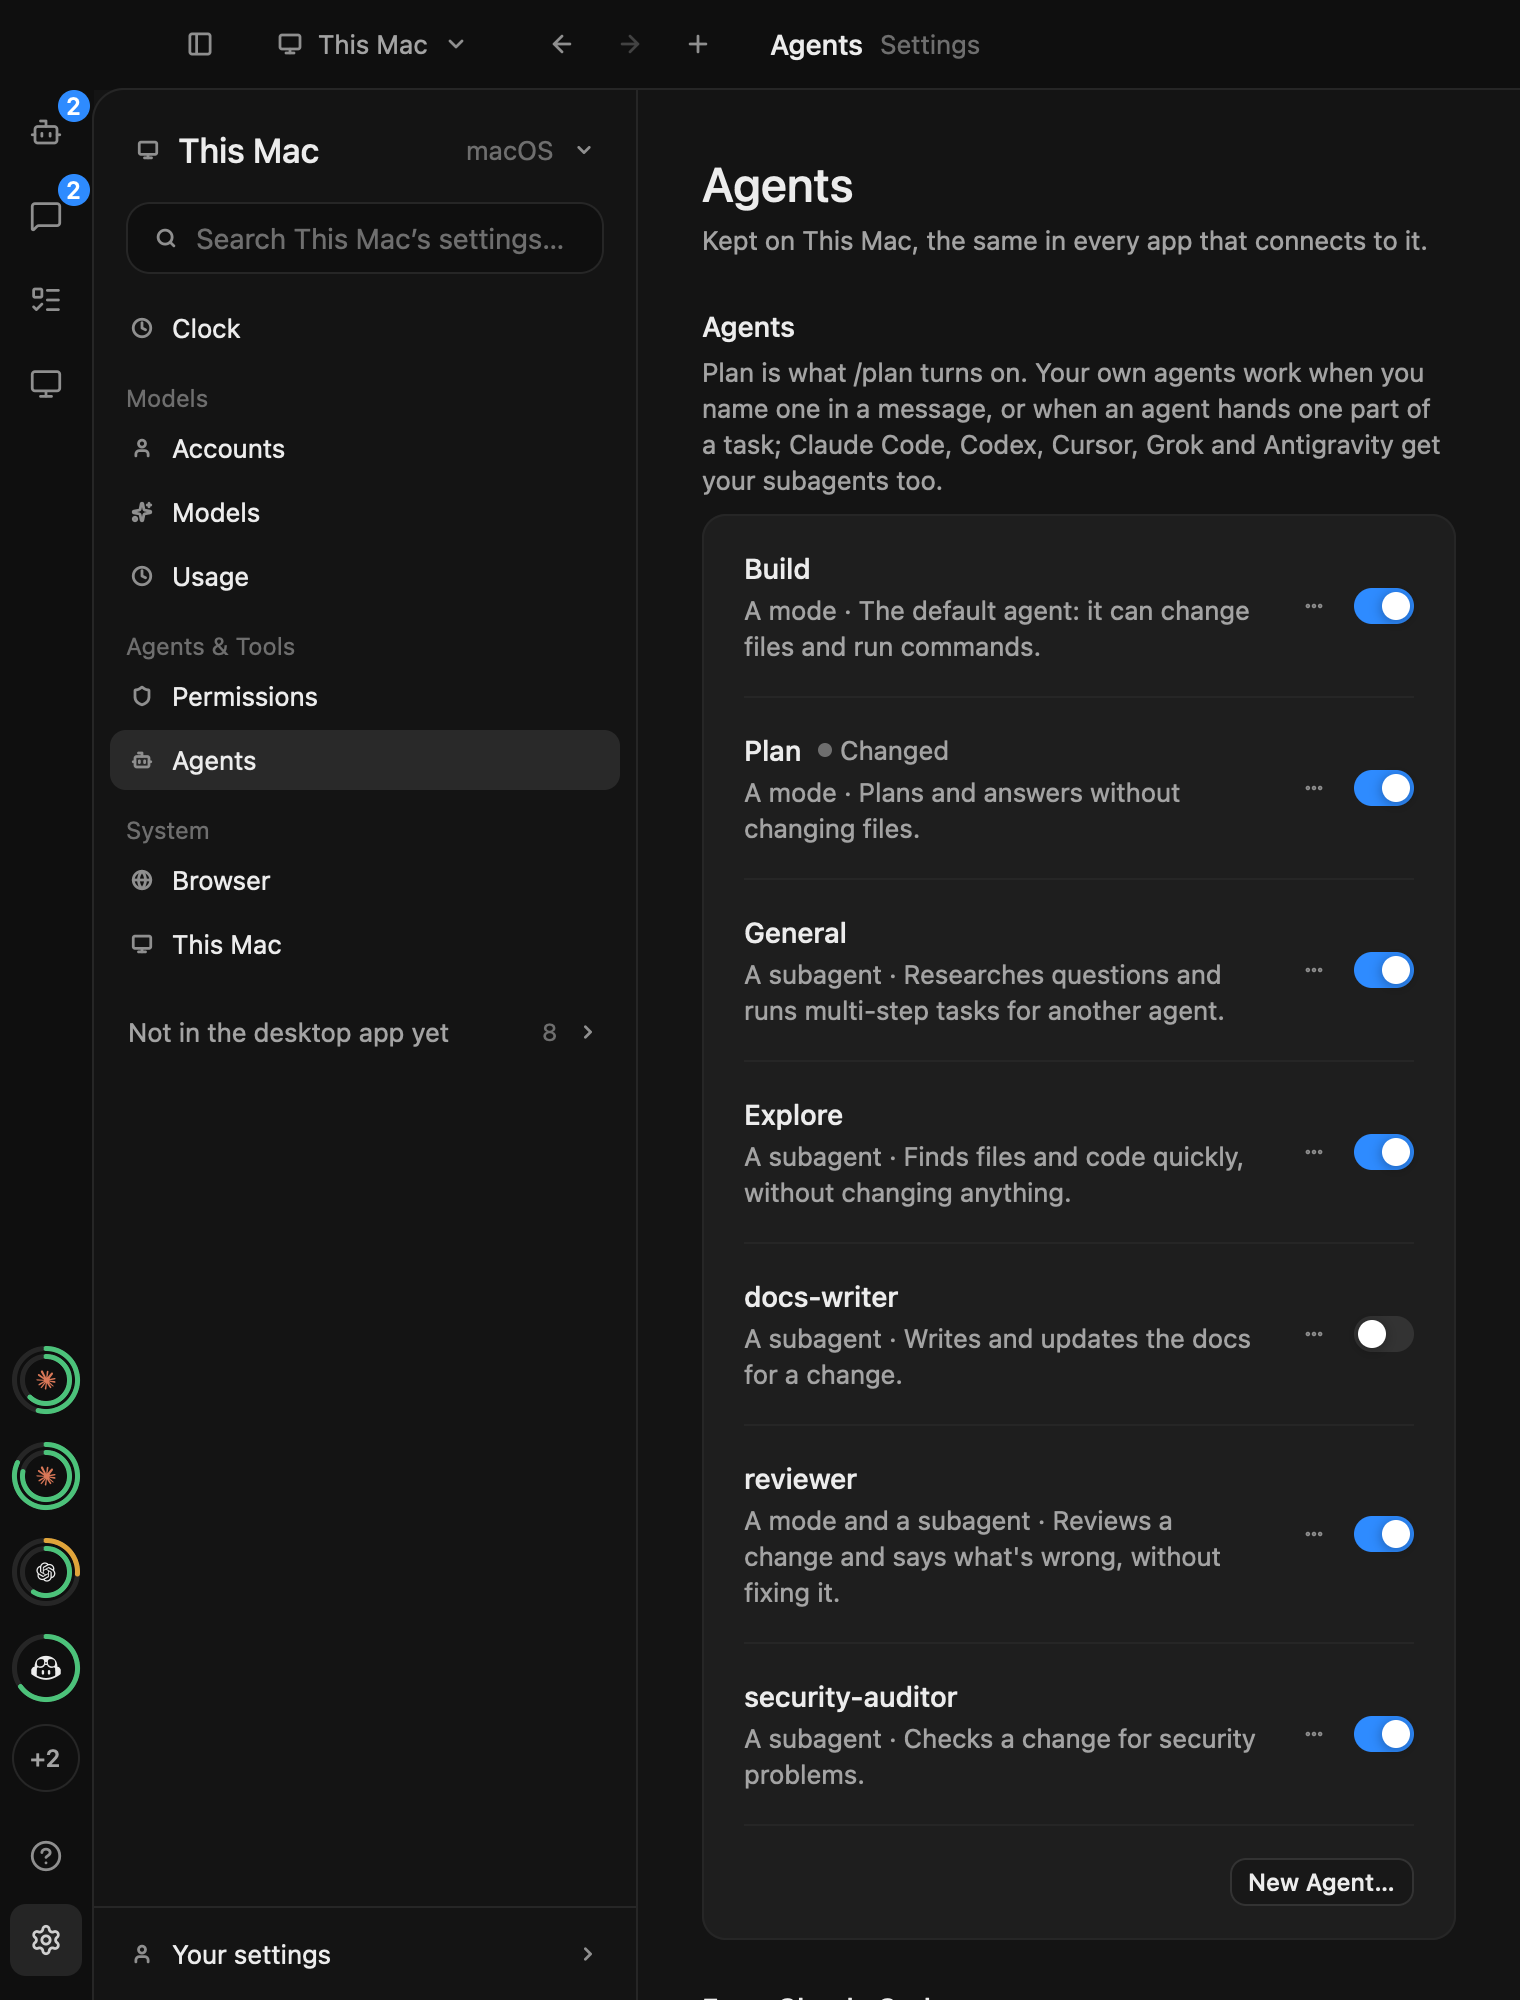 This Mac
Agents Settings
2
2
This Mac macOS
Search This Mac’s settings...
Clock
Models
Accounts
Models
Usage
Agents & Tools
Permissions
Agents
System
Browser
This Mac
Not in the desktop app yet 8
+2
Your settings
Agents
Kept on This Mac, the same in every app that connects to it.
Agents
Plan is what /plan turns on. Your own agents work when you
name one in a message, or when an agent hands one part of
a task; Claude Code, Codex, Cursor, Grok and Antigravity get
your subagents too.
Build
A mode · The default agent: it can change
files and run commands.
Plan Changed
A mode · Plans and answers without
changing files.
General
A subagent · Researches questions and
runs multi-step tasks for another agent.
Explore
A subagent · Finds files and code quickly,
without changing anything.
docs-writer
A subagent · Writes and updates the docs
for a change.
reviewer
A mode and a subagent · Reviews a
change and says what's wrong, without
fixing it.
security-auditor
A subagent · Checks a change for security
problems.
New Agent...